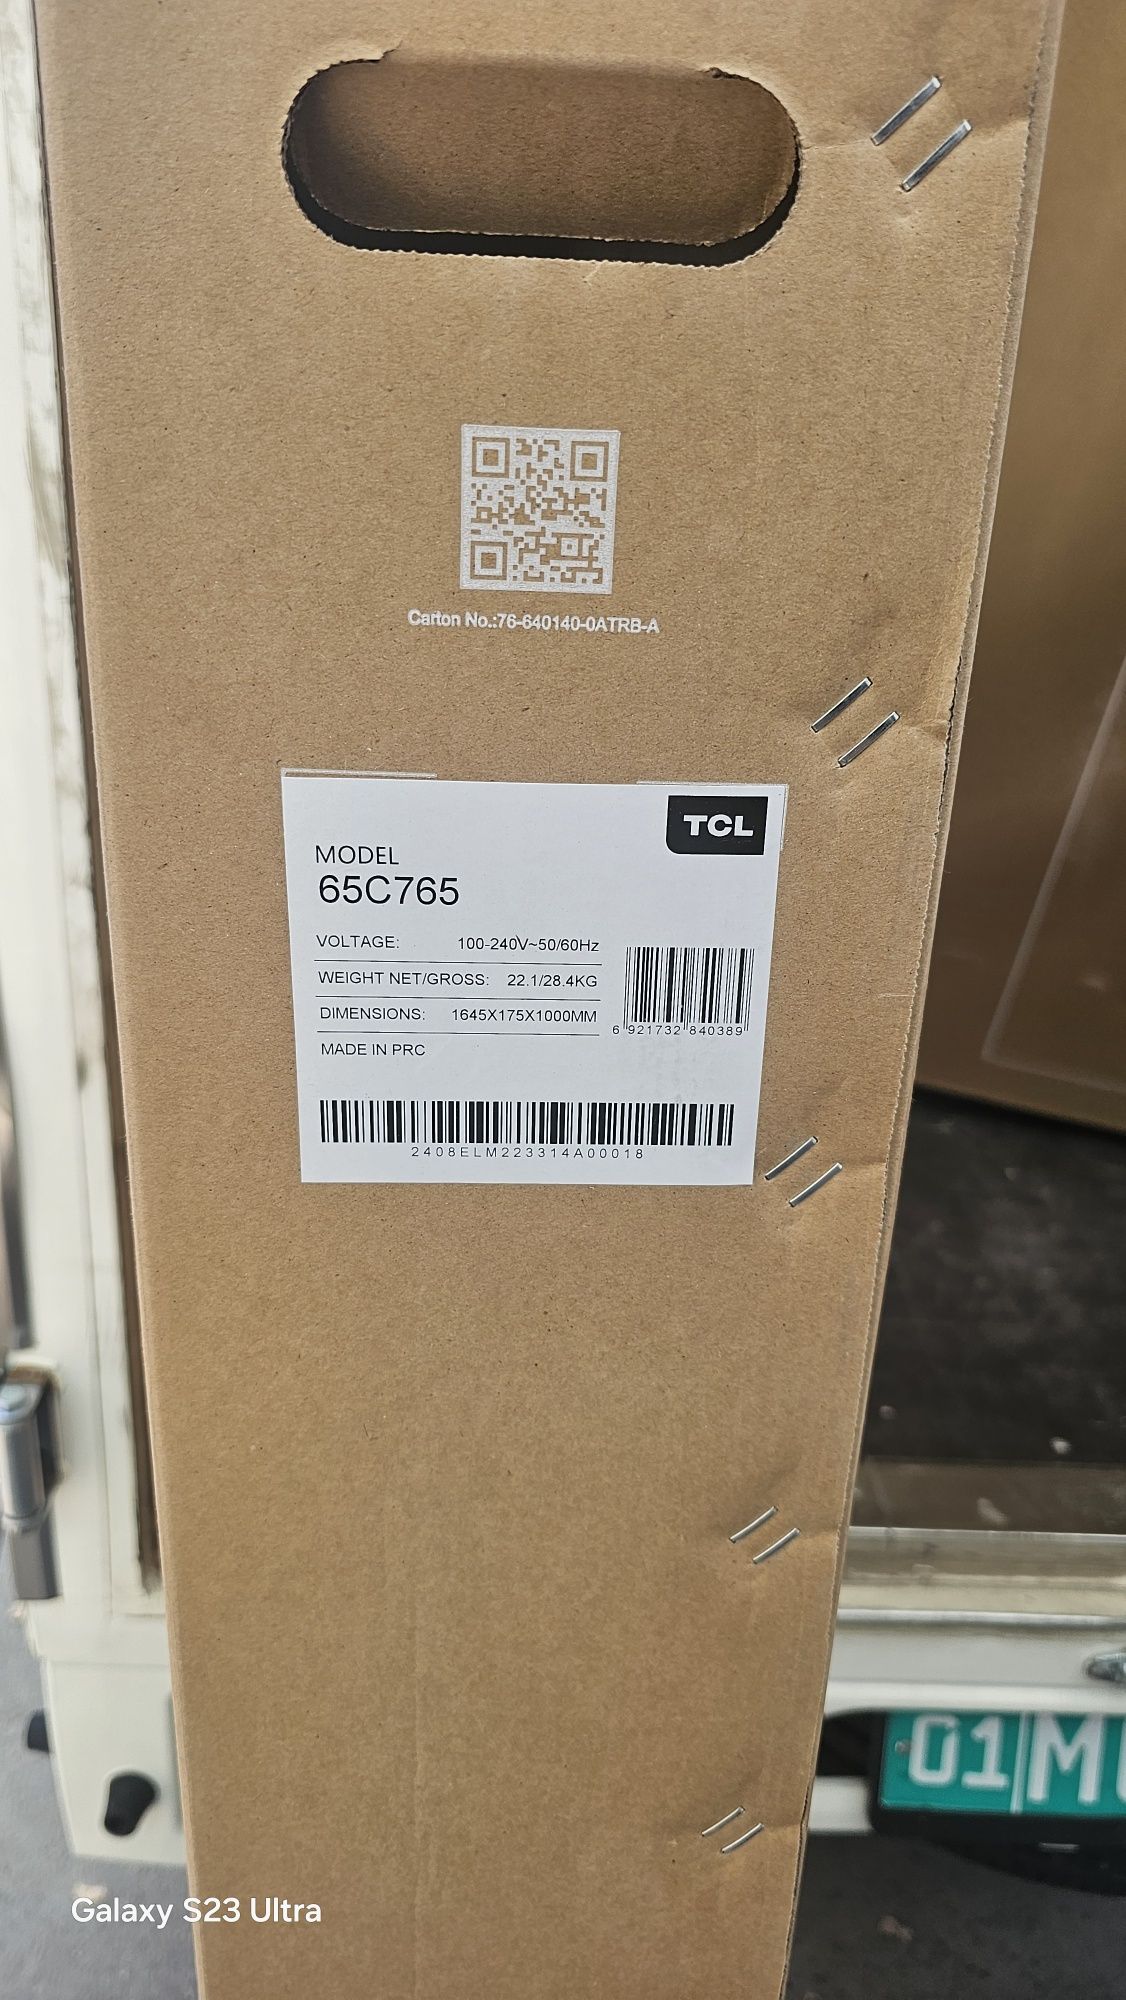 Carton No.:76-640140-0ATRB-A
TCL
MODEL
65C765
VOLTAGE: 100-240V~50/60Hz
WEIGHT NET/GROSS: 22.1/28.4KG
DIMENSIONS: 1645X175X1000MM
6 921732 840389
MADE IN PRC
2408ELM223314A00018
01 M
Galaxy S23 Ultra